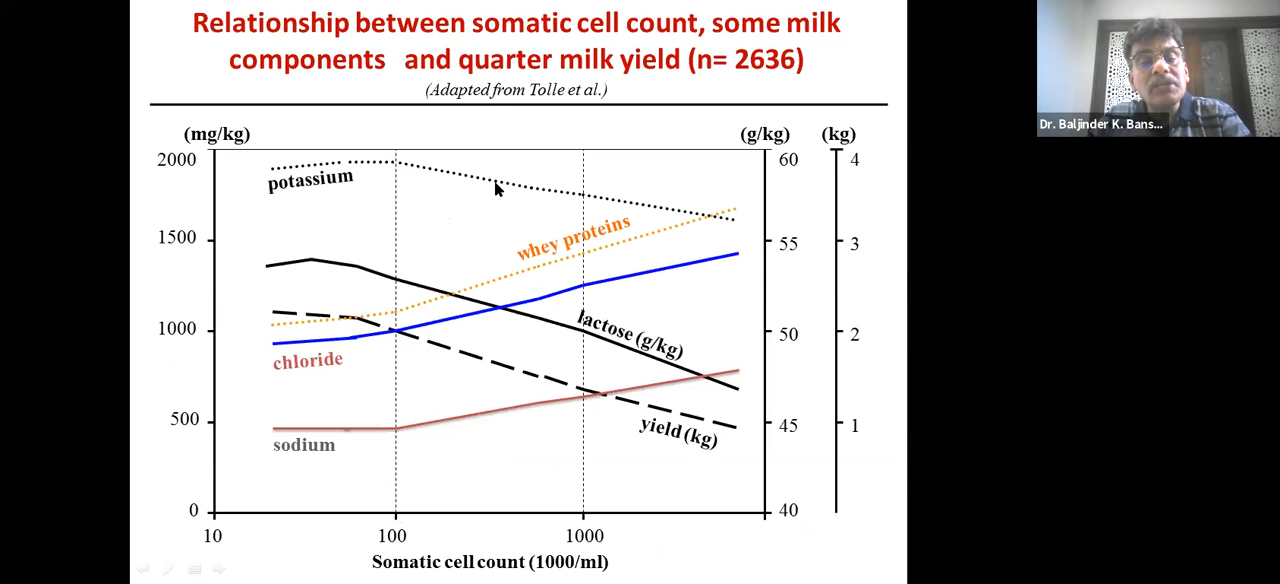 Relationship between somatic cell count, some milk
components and quarter milk yield (n= 2636)
(Adapted from Tolle et al.)
Dr. Baljinder K. Bans...
(mg/kg)
(g/kg)
(kg)
2000
60
4
potassium
whey proteins
1500
55
3
1000
50
2
lactose (g/kg)
chloride
500
45
1
yield (kg)
sodium
0
40
10
100
1000
Somatic cell count (1000/ml)